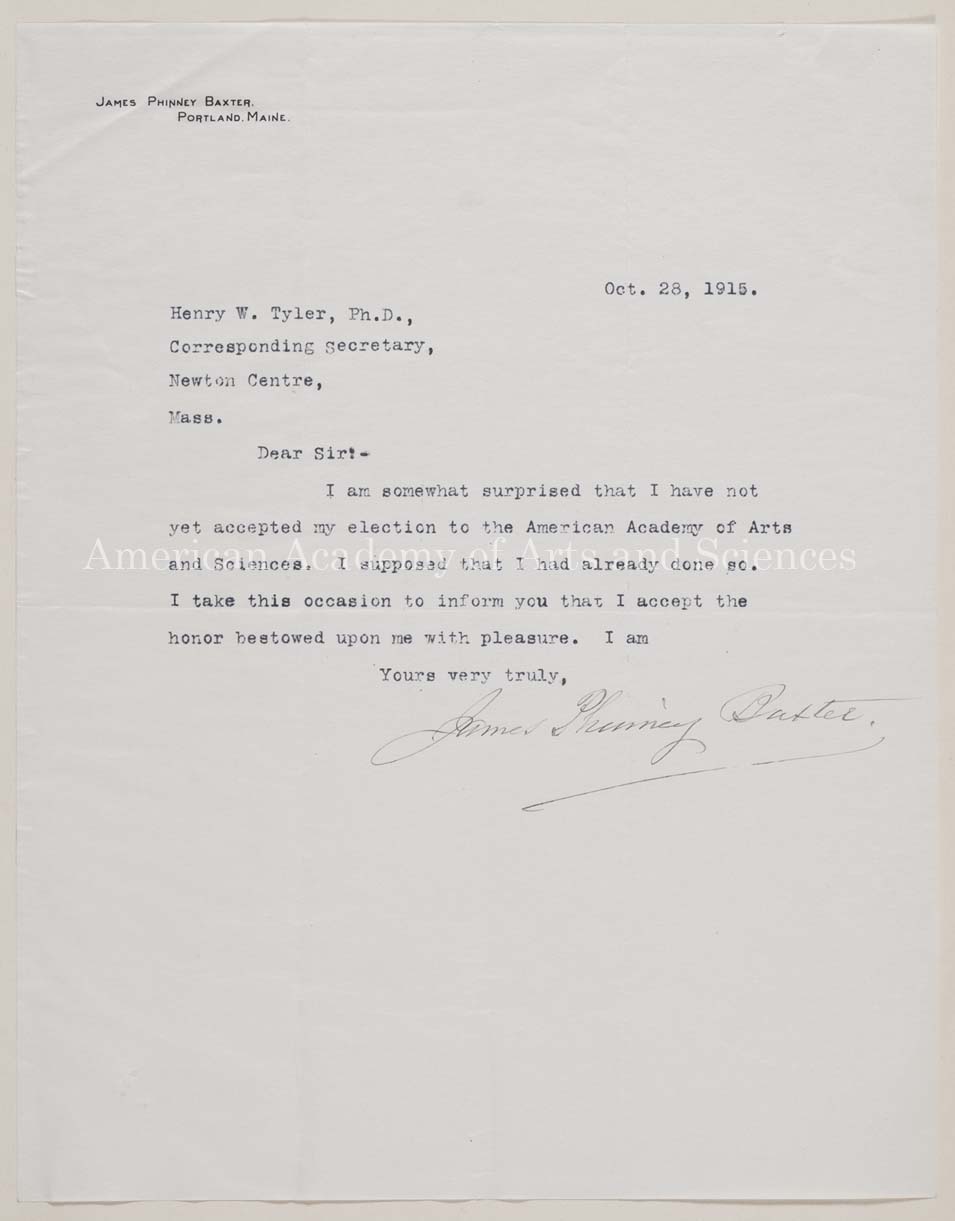 JAMES PHINNEY BAXTER.
PORTLAND, MAINE.
Oct. 28, 1915.
Henry W. Tyler, Ph.D.,
Corresponding Secretary,
Newton Centre,
Mass.
Dear Sir:-
I am somewhat surprised that I have not
yet accepted my election to the American Academy of Arts
American Academy of Arts and Sciences
and Sciences. I supposed that I had already done so.
I take this occasion to inform you that I accept the
honor bestowed upon me with pleasure. I am
Yours very truly,
James Phinney Baxter.